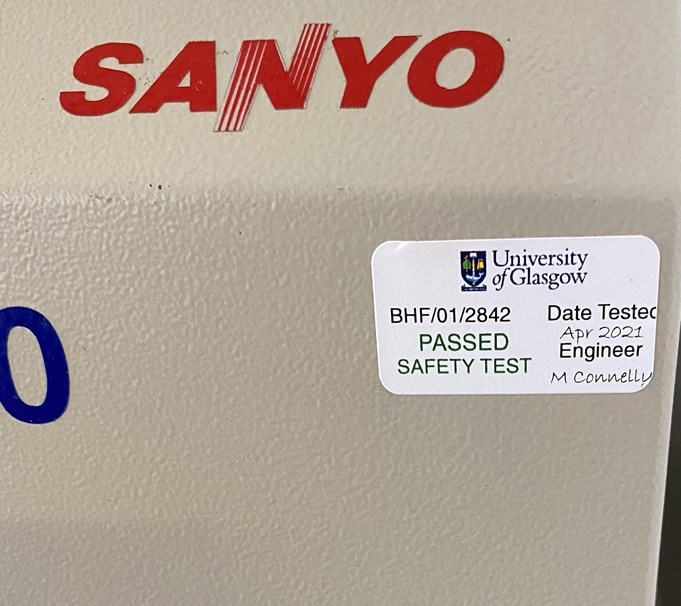 SANYO
0
University
of Glasgow
BHF/01/2842
PASSED
SAFETY TEST
Date Tested
Apr 2021
Engineer
M Connelly